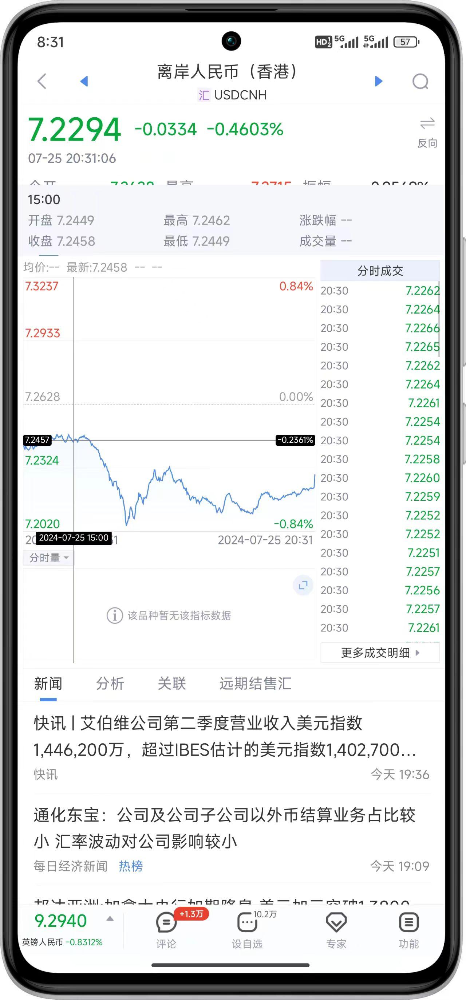 8:31
HD 1 2 5G 5G 57
离岸人民币（香港）
汇 USDCNH
7.2294 -0.0334 -0.4603%
反向
07-25 20:31:06
15:00
开盘 7.2449 最高 7.2462 涨跌幅 --
收盘 7.2458 最低 7.2449 成交量 --
均价:-- 最新:7.2458 -- --
7.3237 0.84%
7.2933
7.2628 0.00%
7.2457 -0.2361%
7.2324
7.2020 -0.84%
2024-07-25 15:00 2024-07-25 20:31
分时量
该品种暂无该指标数据
分时成交
20:30 7.2262
20:30 7.2264
20:30 7.2266
20:30 7.2265
20:30 7.2262
20:30 7.2264
20:30 7.2261
20:30 7.2254
20:30 7.2254
20:30 7.2258
20:30 7.2260
20:30 7.2259
20:30 7.2252
20:30 7.2252
20:30 7.2251
20:30 7.2257
20:30 7.2256
20:30 7.2257
20:30 7.2261
更多成交明细
新闻 分析 关联 远期结售汇
快讯 | 艾伯维公司第二季度营业收入美元指数
1,446,200万，超过IBES估计的美元指数1,402,700...
快讯 今天 19:36
通化东宝：公司及公司子公司以外币结算业务占比较
小 汇率波动对公司影响较小
每日经济新闻 热榜 今天 19:09
9.2940
英镑人民币 -0.8312%
+1.3万
评论
10.2万
设自选
专家
功能